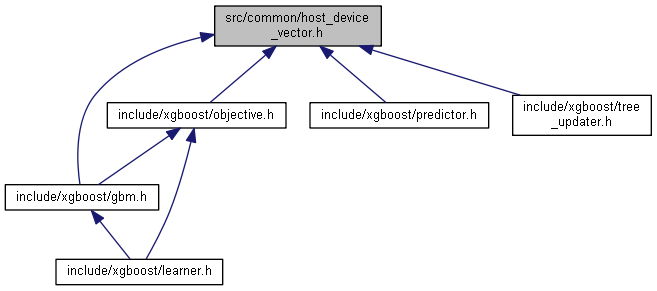 src/common/host_device
_vector.h
include/xgboost/objective.h
include/xgboost/predictor.h
include/xgboost/tree
_updater.h
include/xgboost/gbm.h
include/xgboost/learner.h